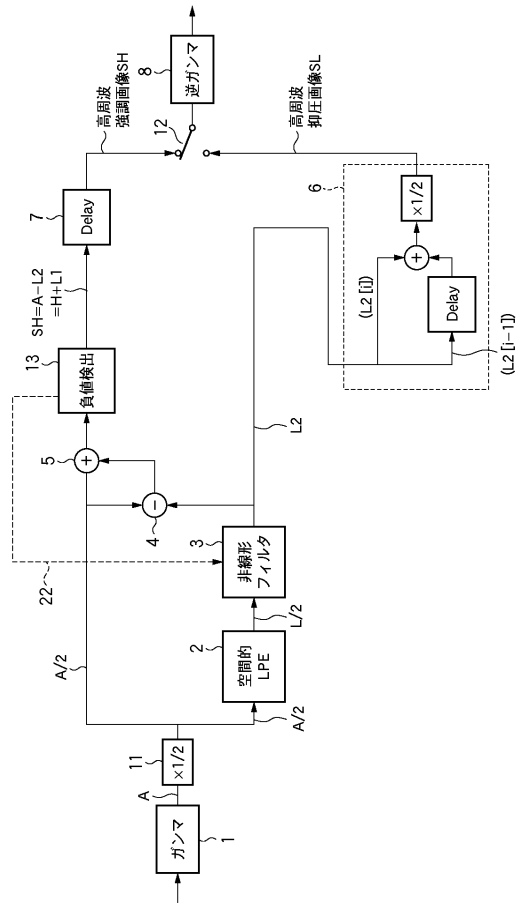 ガンマ
1
A
×1/2
11
A/2
A/2
空間的
LPE
2
L/2
非線形
フィルタ
3
22
−
4
+
5
負値検出
13
SH=A−L2
=H+L1
Delay
7
高周波
強調画像SH
12
逆ガンマ
8
高周波
抑圧画像SL
L2
6
(L2 [i])
+
×1/2
Delay
(L2 [i−1])